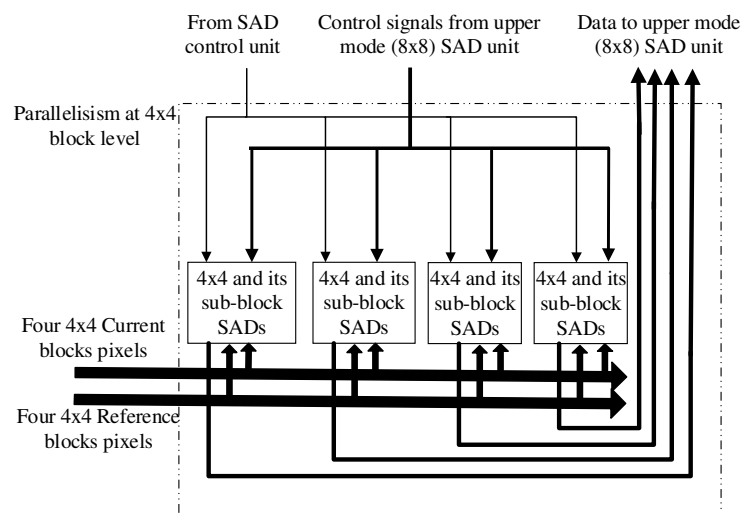 From SAD
control unit
Control signals from upper
mode (8x8) SAD unit
Data to upper mode
(8x8) SAD unit
Parallelisism at 4x4
block level
4x4 and its
sub-block
SADs
4x4 and its
sub-block
SADs
4x4 and its
sub-block
SADs
4x4 and its
sub-block
SADs
Four 4x4 Current
blocks pixels
Four 4x4 Reference
blocks pixels